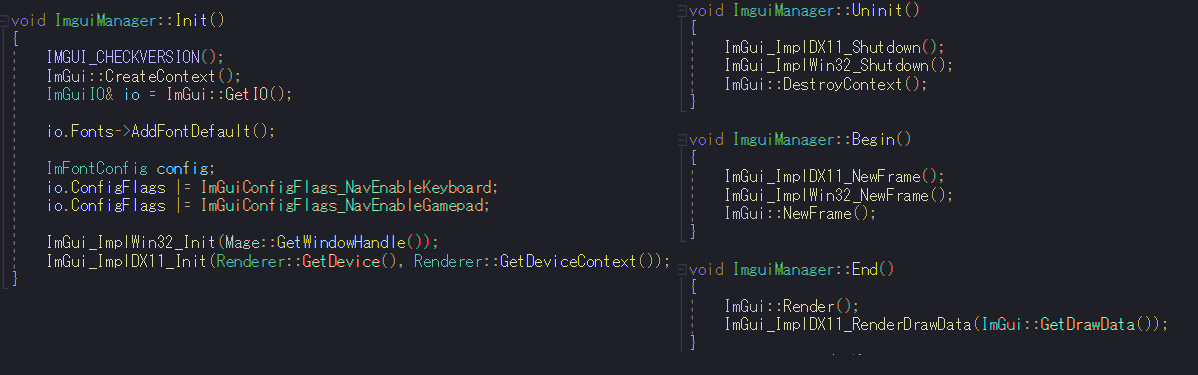 void ImguiManager::Init()
{
IMGUI_CHECKVERSION();
ImGui::CreateContext();
ImGuiIO& io = ImGui::GetIO();
io.Fonts->AddFontDefault();
ImFontConfig config;
io.ConfigFlags |= ImGuiConfigFlags_NavEnableKeyboard;
io.ConfigFlags |= ImGuiConfigFlags_NavEnableGamepad;
ImGui_ImplWin32_Init(Mage::GetWindowHandle());
ImGui_ImplDX11_Init(Renderer::GetDevice(), Renderer::GetDeviceContext());
}
void ImguiManager::Uninit()
{
ImGui_ImplDX11_Shutdown();
ImGui_ImplWin32_Shutdown();
ImGui::DestroyContext();
}
void ImguiManager::Begin()
{
ImGui_ImplDX11_NewFrame();
ImGui_ImplWin32_NewFrame();
ImGui::NewFrame();
}
void ImguiManager::End()
{
ImGui::Render();
ImGui_ImplDX11_RenderDrawData(ImGui::GetDrawData());
}